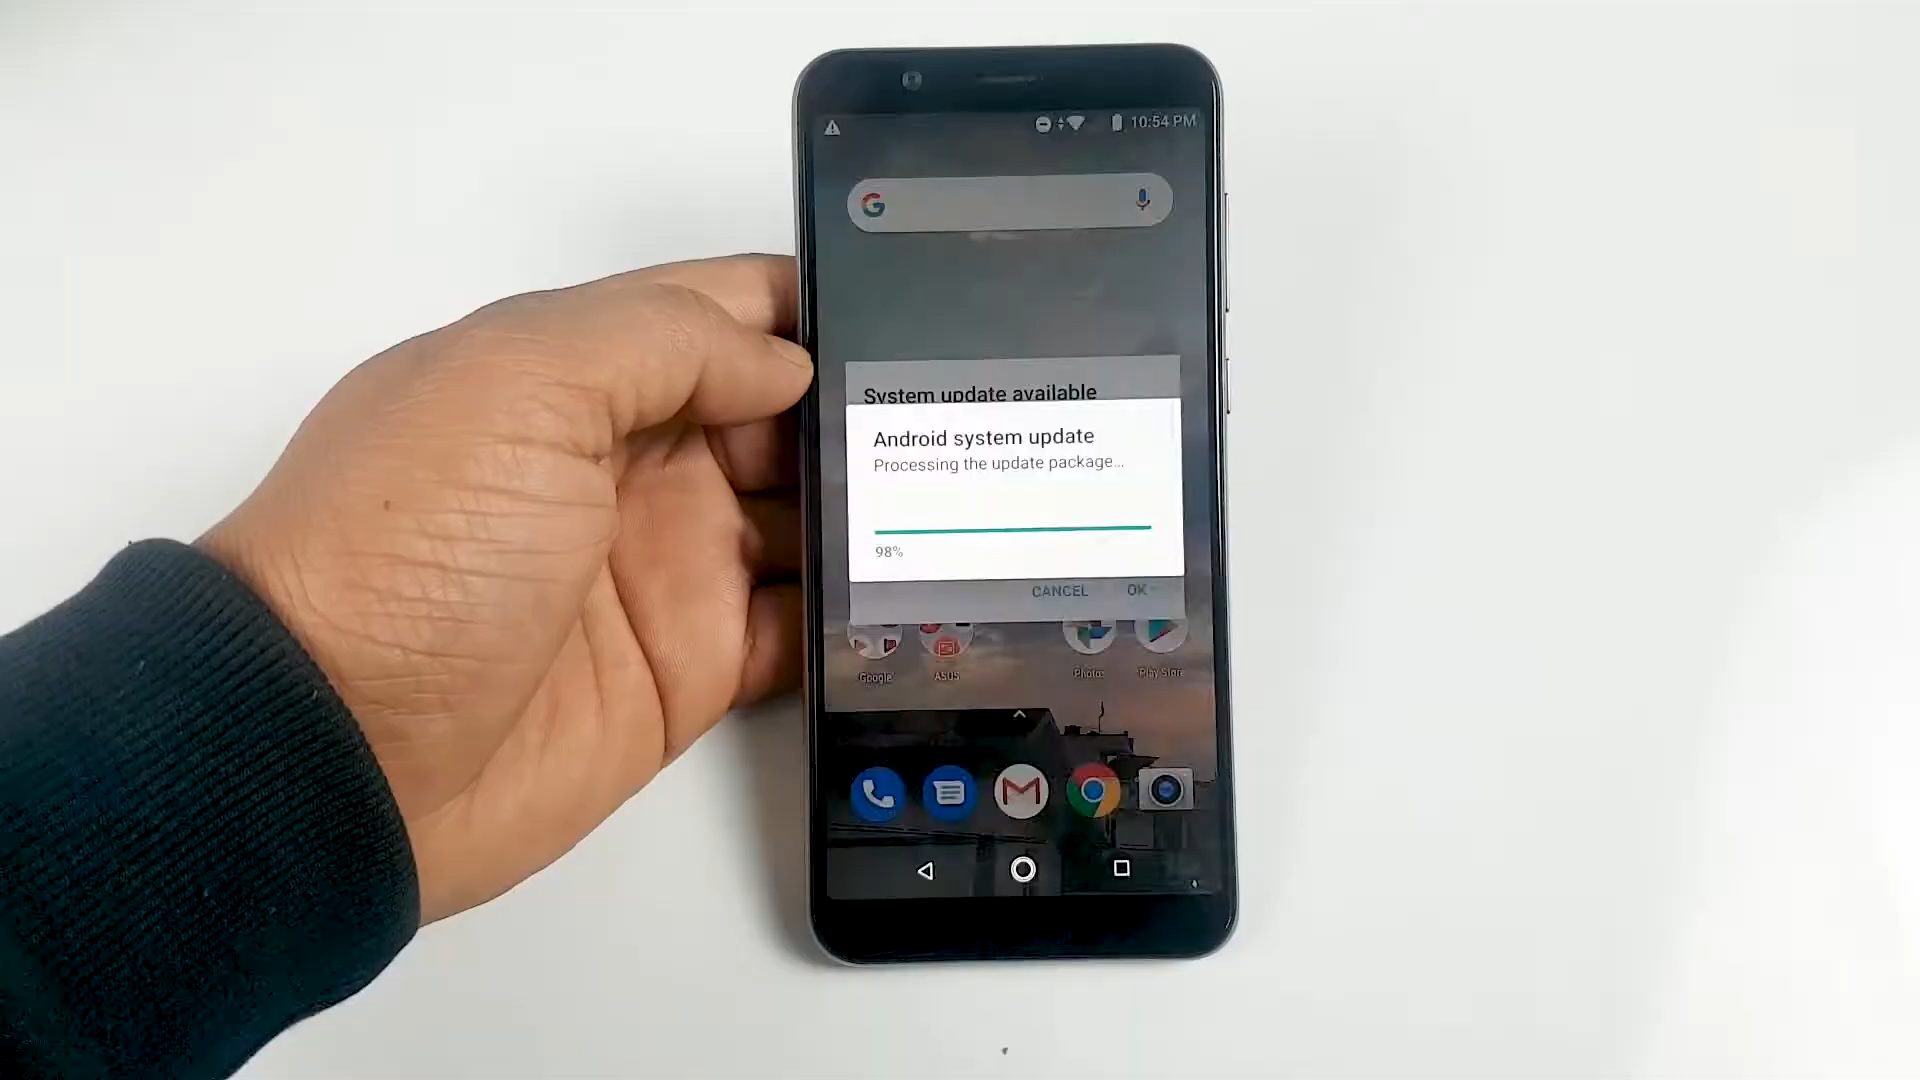 10:54 PM
System update available
Android system update
Processing the update package...
98%
CANCEL OK
Google ASUS Photos Play Store